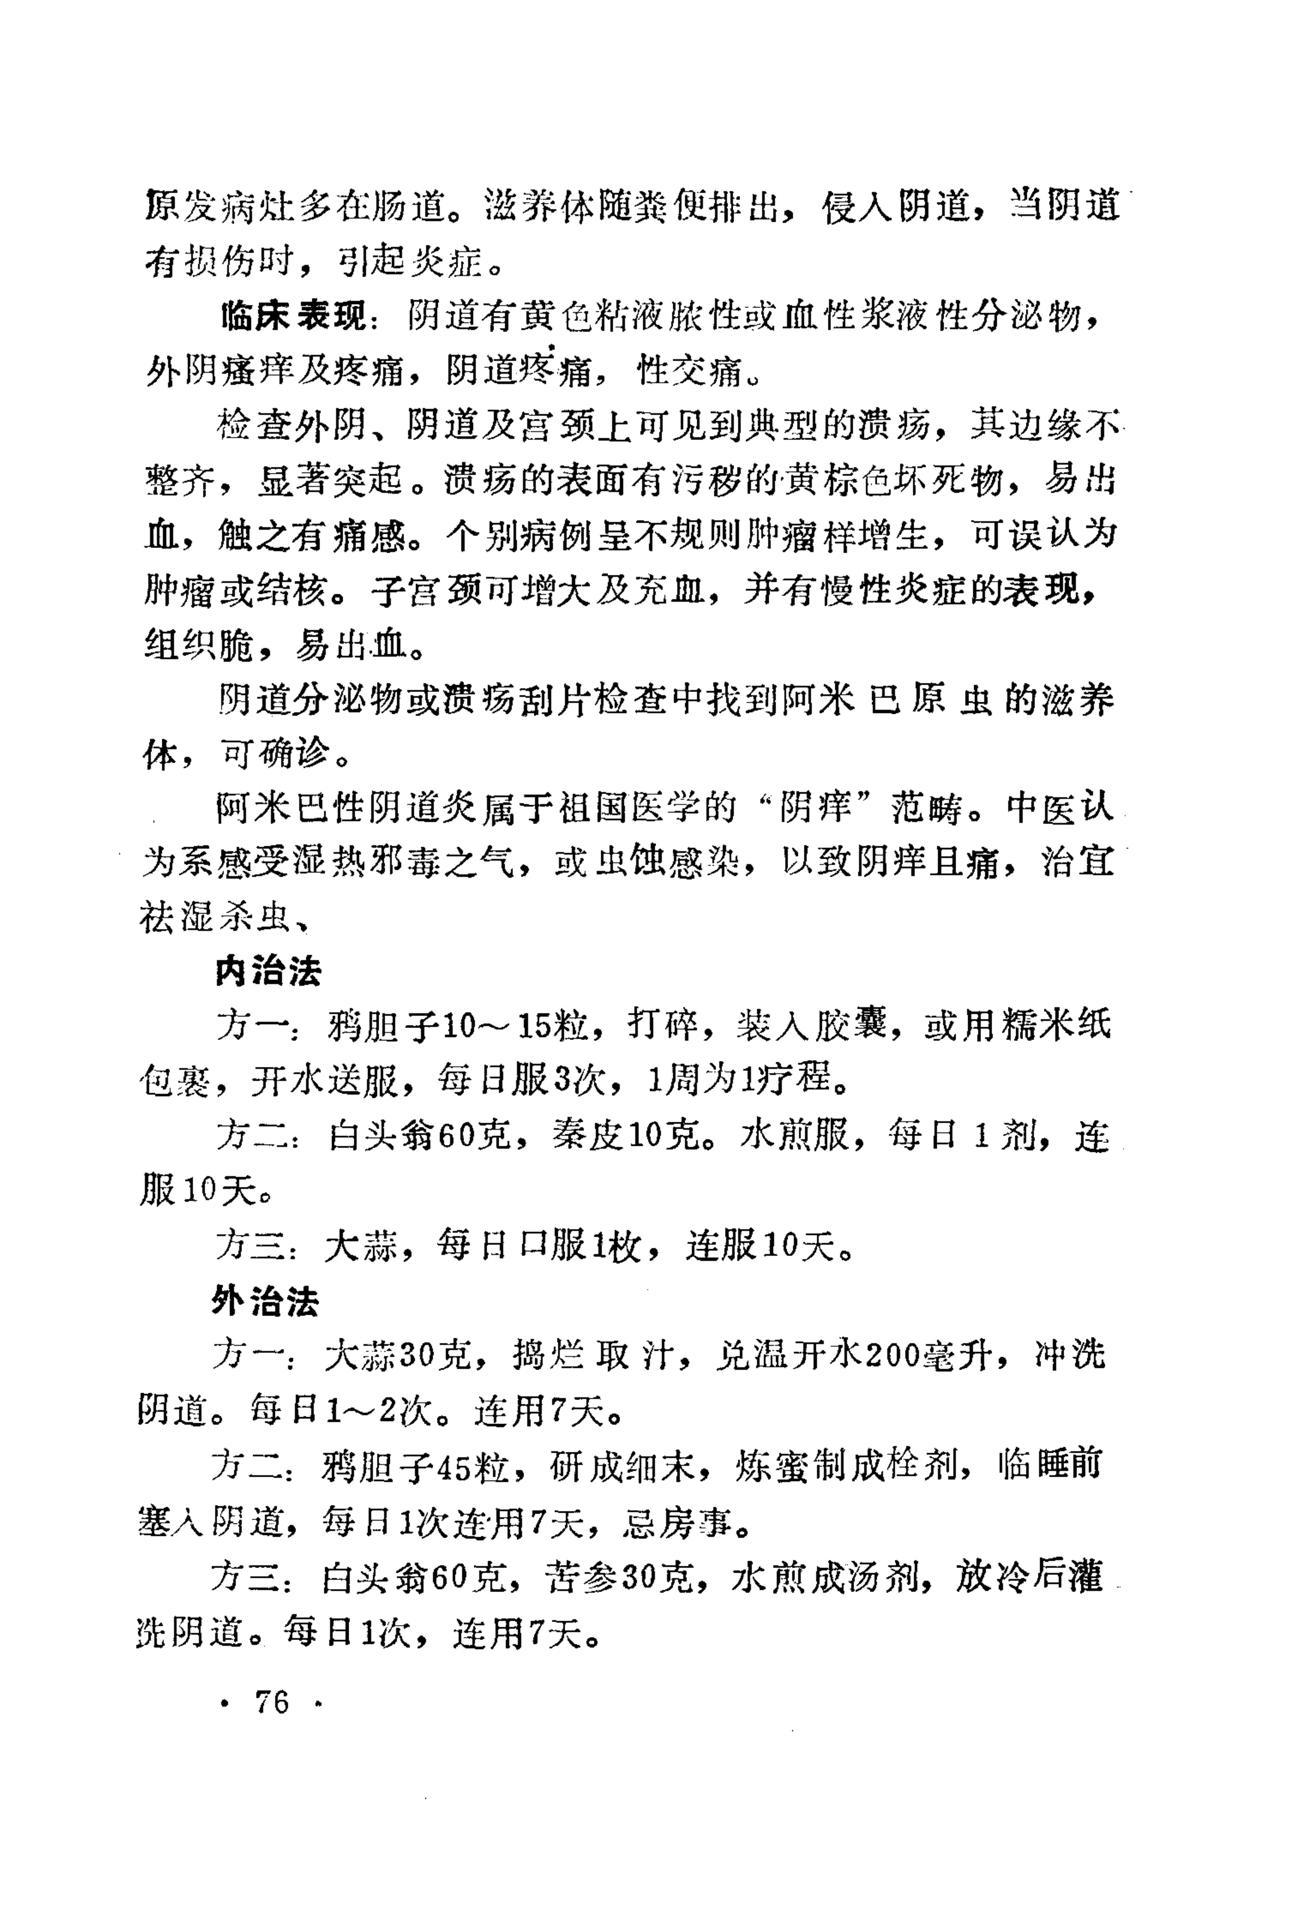 原发病灶多在肠道。滋养体随粪便排出，侵入阴道，当阴道
有损伤时，引起炎症。
临床表现：阴道有黄色粘液脓性或血性浆液性分泌物，
外阴瘙痒及疼痛，阴道疼痛，性交痛。
检查外阴、阴道及宫颈上可见到典型的溃疡，其边缘不
整齐，显著突起。溃疡的表面有污秽的黄棕色坏死物，易出
血，触之有痛感。个别病例呈不规则肿瘤样增生，可误认为
肿瘤或结核。子宫颈可增大及充血，并有慢性炎症的表现，
组织脆，易出血。
阴道分泌物或溃疡刮片检查中找到阿米巴原虫的滋养
体，可确诊。
阿米巴性阴道炎属于祖国医学的“阴痒”范畴。中医认
为系感受湿热邪毒之气，或虫蚀感染，以致阴痒且痛，治宜
祛湿杀虫、
内治法
方一：鸦胆子10～15粒，打碎，装入胶囊，或用糯米纸
包裹，开水送服，每日服3次，1周为1疗程。
方二：白头翁60克，秦皮10克。水煎服，每日1剂，连
服10天。
方三：大蒜，每日口服1枚，连服10天。
外治法
方一：大蒜30克，捣烂取汁，兑温开水200毫升，冲洗
阴道。每日1～2次。连用7天。
方二：鸦胆子45粒，研成细末，炼蜜制成栓剂，临睡前
塞入阴道，每日1次连用7天，忌房事。
方三：白头翁60克，苦参30克，水煎成汤剂，放冷后灌
洗阴道。每日1次，连用7天。
· 76 ·